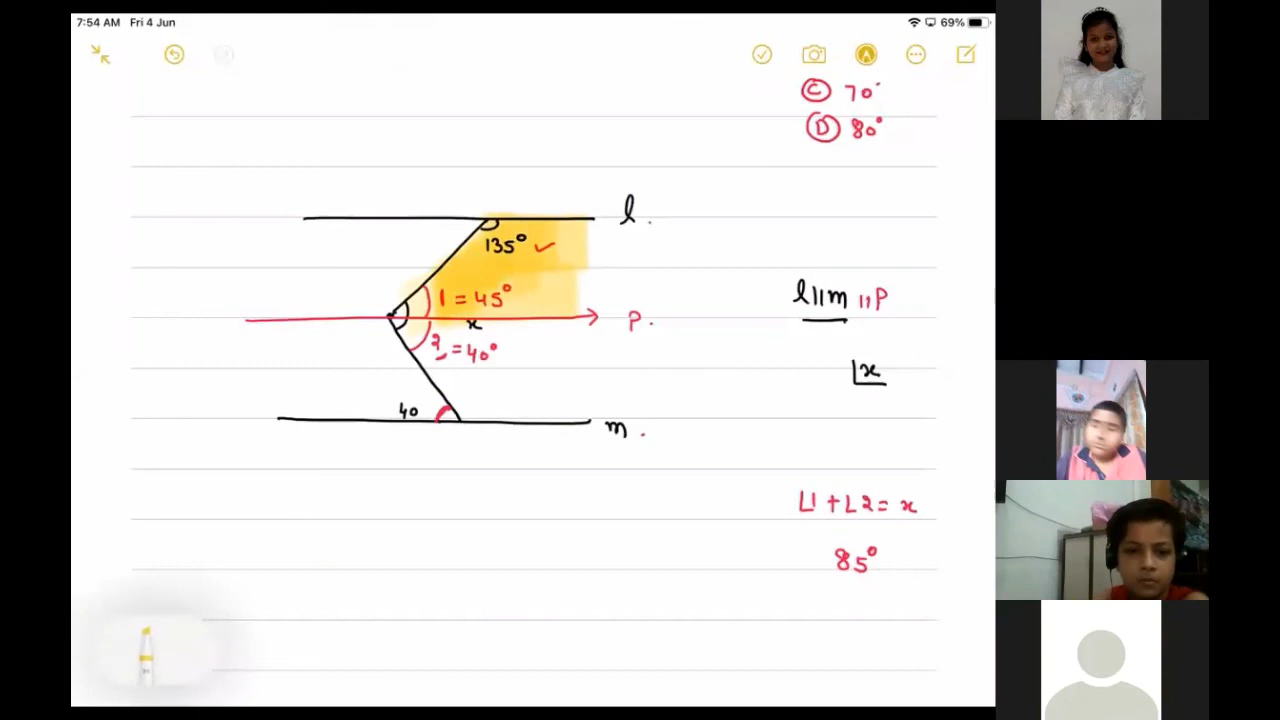 7:54 AM Fri 4 Jun
69%
C 70°
D 80°
l.
135° ✓
1 = 45°
l || m || P
x
P.
2 = 40°
∠x
40
m.
∠1 + ∠2 = x
85°